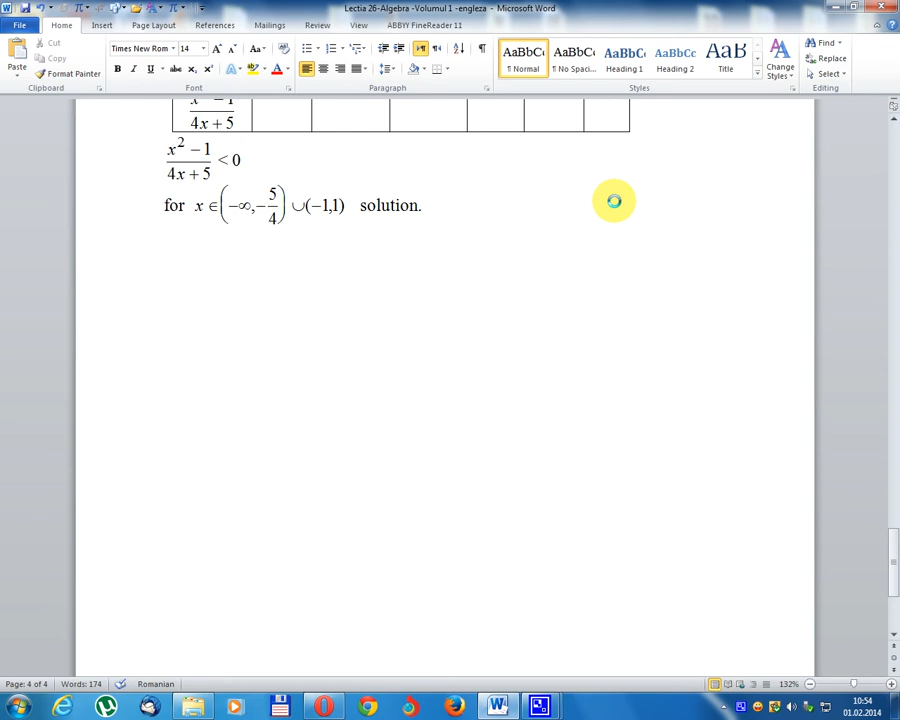 Lectia 26-Algebra -Volumul 1 -engleza - Microsoft Word
File Home Insert Page Layout References Mailings Review View ABBYY FineReader 11
Cut
Copy
Format Painter
Paste
Clipboard
Times New Rom 14
Font
Paragraph
AaBbCc AaBbCc AaBbCc AaBbCc AaB
¶ Normal ¶ No Spaci... Heading 1 Heading 2 Title
Change Styles
Styles
Find
Replace
Select
Editing
x² − 1
4x + 5
x² − 1
4x + 5 < 0
for x ∈ (−∞, −5/4) ∪ (−1,1) solution.
Page: 4 of 4 Words: 174 Romanian 132%
10:54
01.02.2014